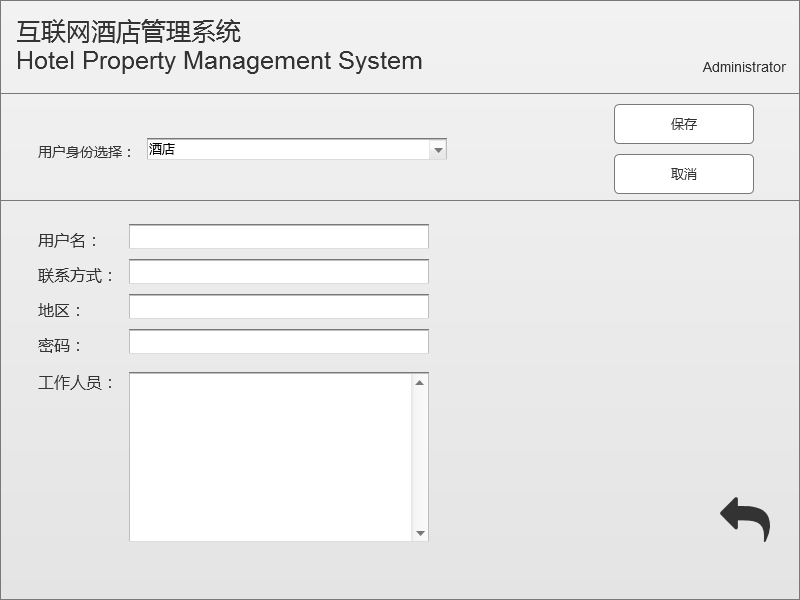 互联网酒店管理系统
Hotel Property Management System
Administrator
保存
用户身份选择：
酒店
取消
用户名：
联系方式：
地区：
密码：
工作人员：